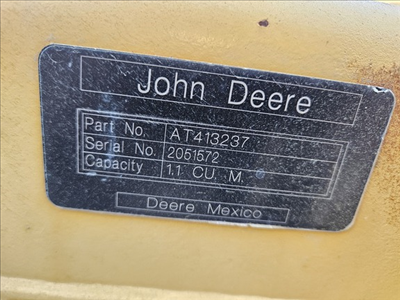 John Deere
Part No. AT413237
Serial No. 2051572
Capacity 1.1 CU. M.
Deere Mexico